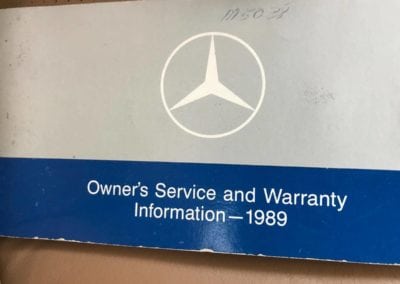 Owner's Service and Warranty
Information—1989